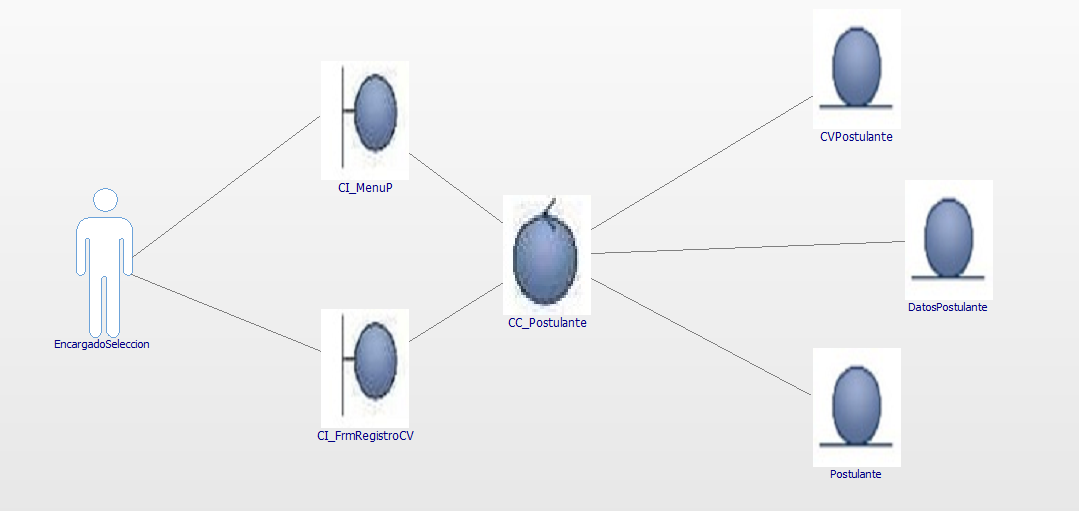 CVPostulante
CI_MenuP
DatosPostulante
CC_Postulante
EncargadoSeleccion
CI_FrmRegistroCV
Postulante